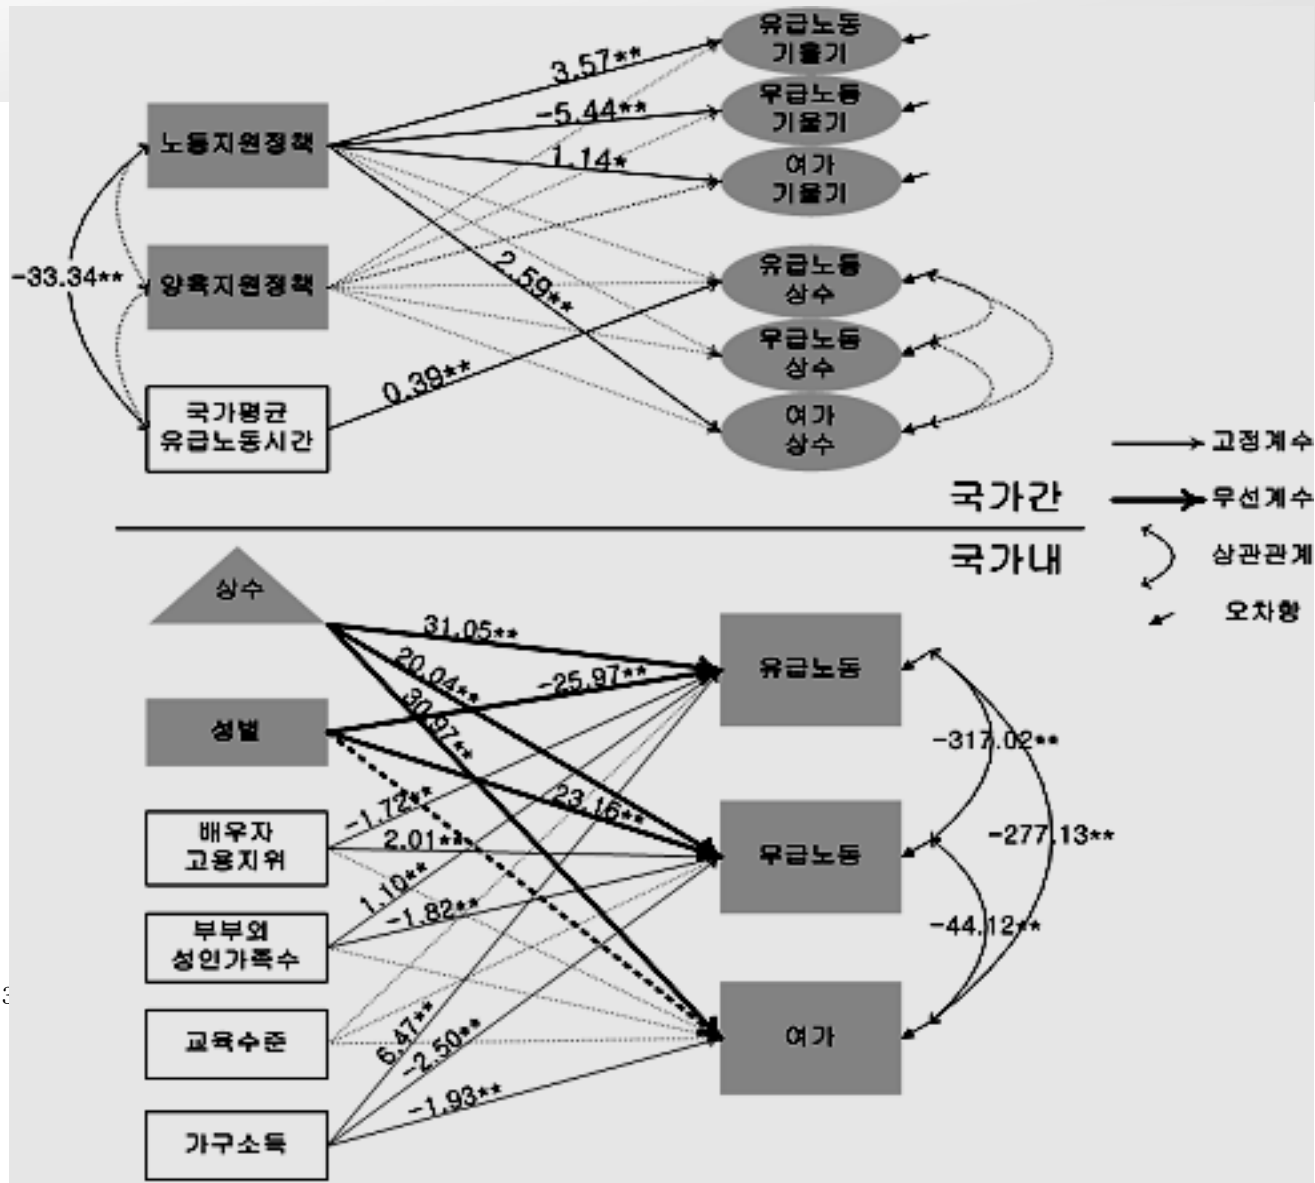 유급노동
기울기
3.57**
무급노동
기울기
-5.44**
노동지원정책
1.14*
여가
기울기
-33.34**
양육지원정책
2.59**
유급노동
상수
무급노동
상수
0.39**
국가평균
유급노동시간
여가
상수
고정계수
국가간
무선계수
국가내
상관관계
상수
오차항
31.05**
20.04**
-25.97**
30.97**
유급노동
성별
-317.02**
-1.72**
23.16**
배우자
고용지위
2.01**
무급노동
-277.13**
1.10**
-1.82**
부부외
성인가족수
-44.12**
교육수준
6.47**
-2.50**
여가
-1.93**
가구소득